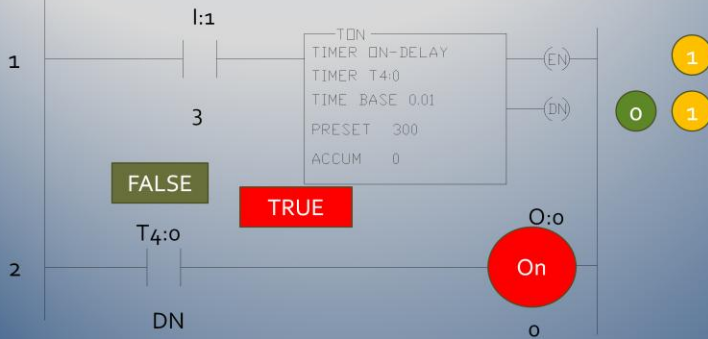 I:1
TON
TIMER ON-DELAY
TIMER T4:0
TIME BASE 0.01
PRESET 300
ACCUM 0
(EN)
(DN)
1
1
0 1
3
FALSE
TRUE
T4:0
O:0
2
On
DN
0